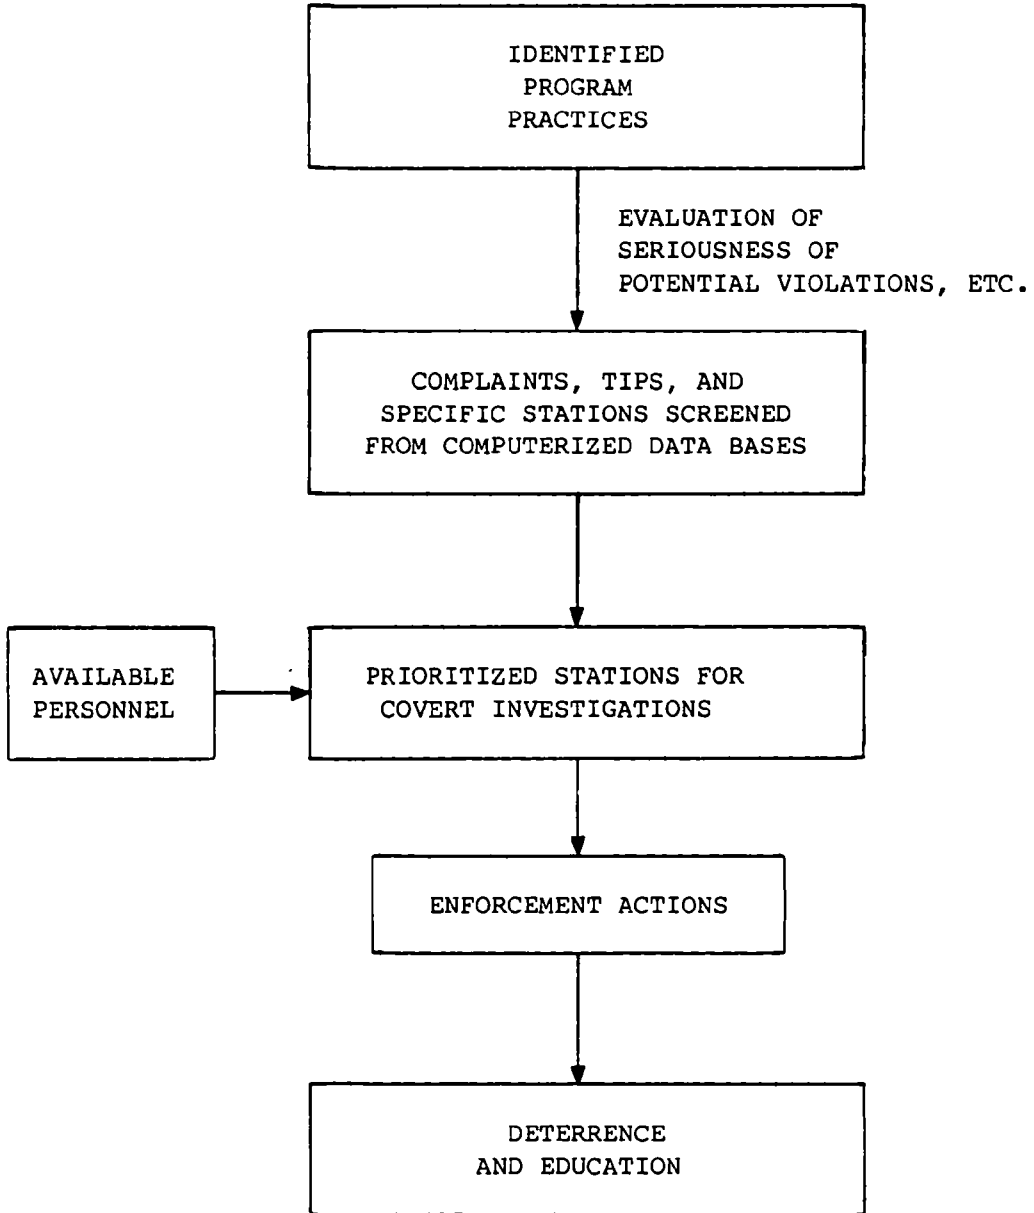 IDENTIFIED
PROGRAM
PRACTICES
EVALUATION OF
SERIOUSNESS OF
POTENTIAL VIOLATIONS, ETC.
COMPLAINTS, TIPS, AND
SPECIFIC STATIONS SCREENED
FROM COMPUTERIZED DATA BASES
AVAILABLE
PERSONNEL
PRIORITIZED STATIONS FOR
COVERT INVESTIGATIONS
ENFORCEMENT ACTIONS
DETERRENCE
AND EDUCATION